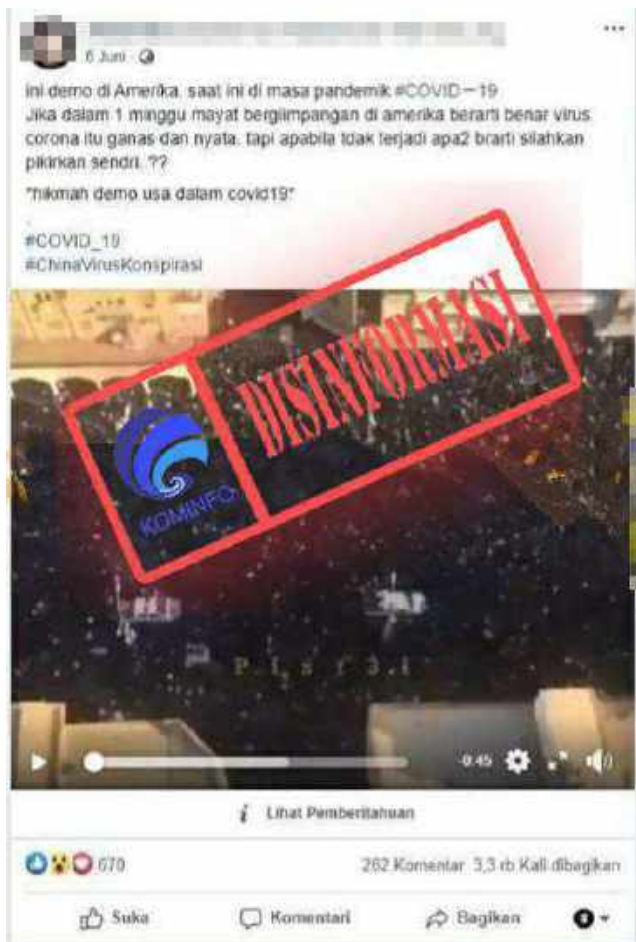 6 Juni
ini demo di Amerika. saat ini di masa pandemik #COVID—19
Jika dalam 1 minggu mayat bergiimpangan di amerika berarti benar virus
corona itu ganas dan nyata. tapi apabila tdak terjadi apa2 brarti silahkan
pikirkan sendri. ??
"hikmah demo usa dalam covid19"
#COVID_19
#ChinaVirusKonspirasi
DISINFORMASI
KOMINFO
-0:45
Lihat Pemberitahuan
670
262 Komentar 3,3 rb Kali dibagikan
Suka
Komentari
Bagikan